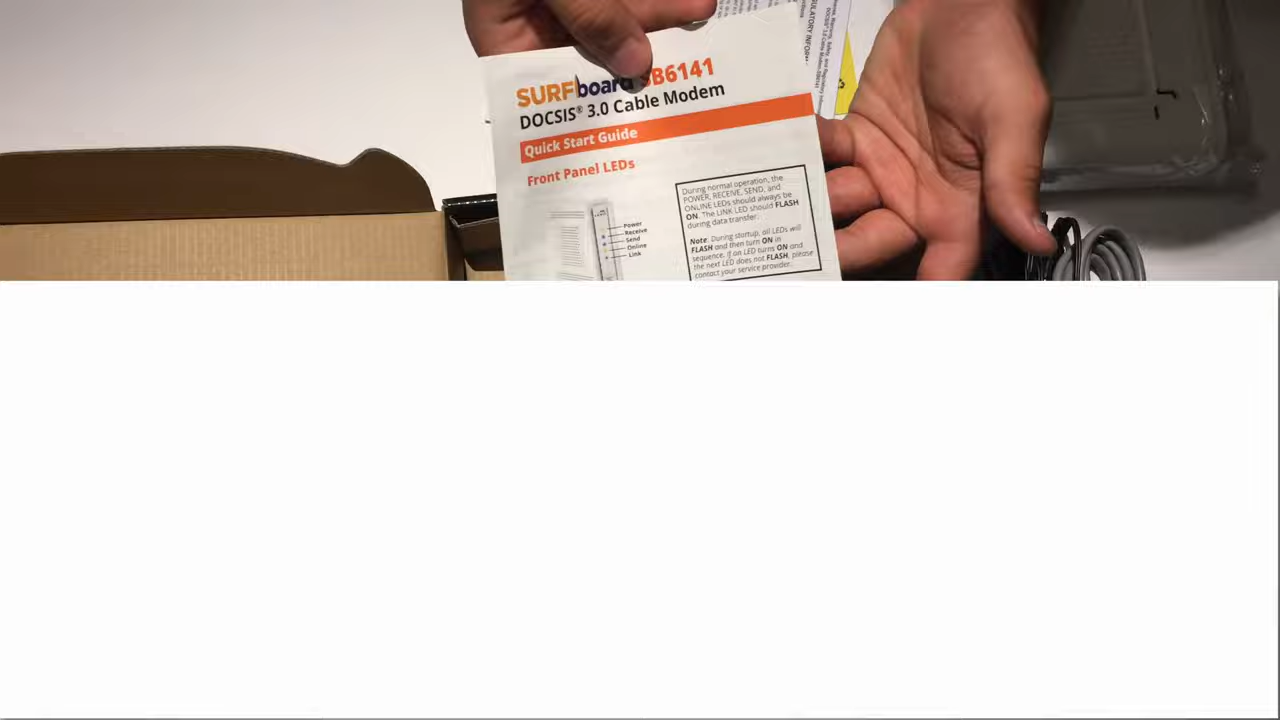 SURFboard SB6141
DOCSIS® 3.0 Cable Modem
Quick Start Guide
Front Panel LEDs
Power
Receive
Send
Online
Link
During normal operation, the
POWER, RECEIVE, SEND, and
ONLINE LEDs should always be
ON. The LINK LED should FLASH
during data transfer.
Note: During startup, all LEDs will
FLASH and then turn ON in
sequence. If an LED turns ON and
the next LED does not FLASH, please
contact your service provider.